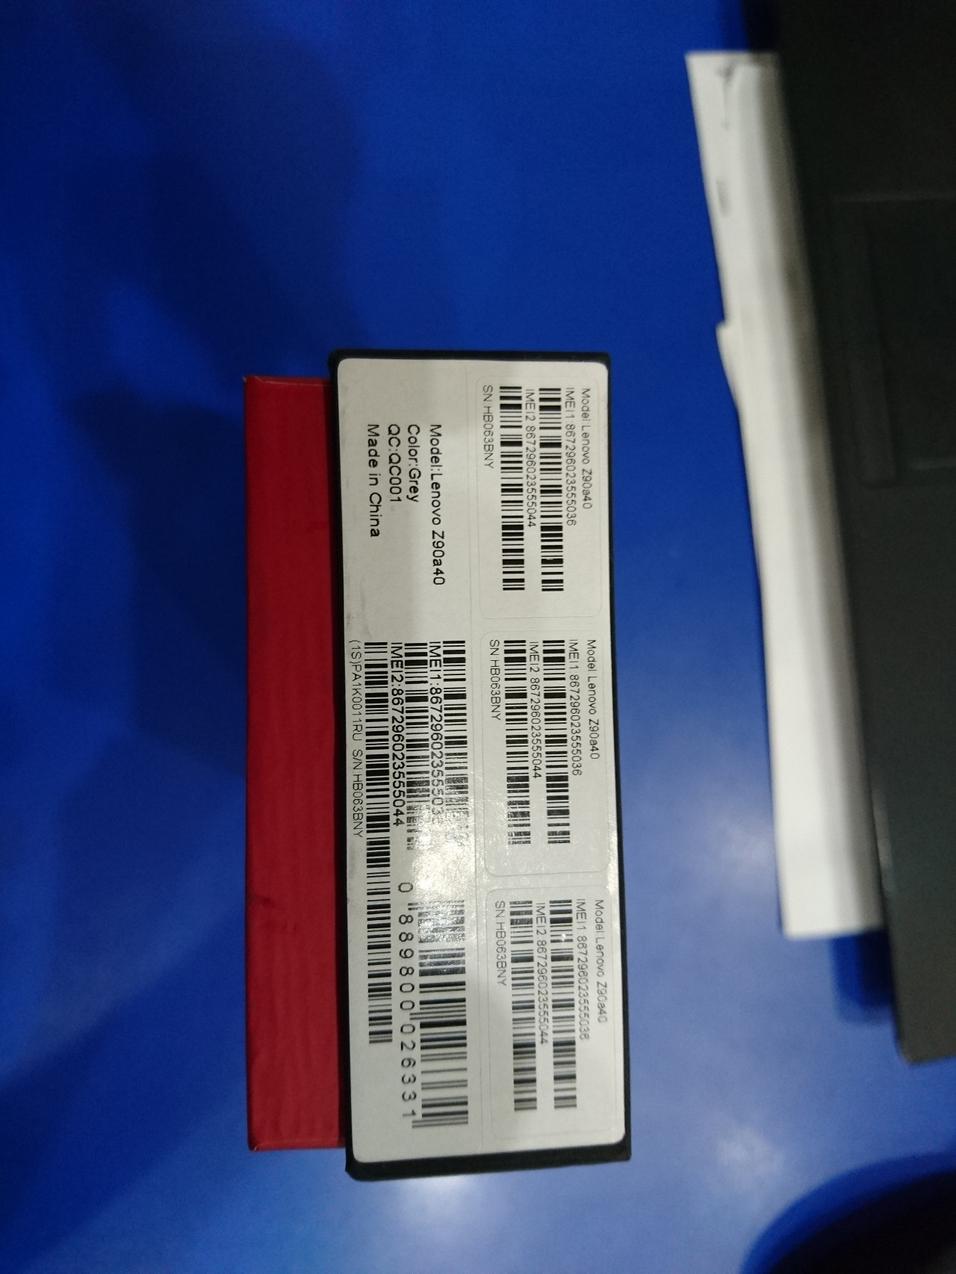 Model Lenovo Z90a40
IMEI1 867296023555036
IMEI2 867296023555044
SN HB063BNY
Model Lenovo Z90a40
IMEI1 867296023555036
IMEI2 867296023555044
SN HB063BNY
Model Lenovo Z90a40
IMEI1 867296023555036
IMEI2 867296023555044
SN HB063BNY
Model:Lenovo Z90a40
Color:Grey
QC:QC001
Made in China
IMEI1:867296023555036
IMEI2:867296023555044
(1S)PA1K0011RU S/N HB063BNY
0 889800 026331